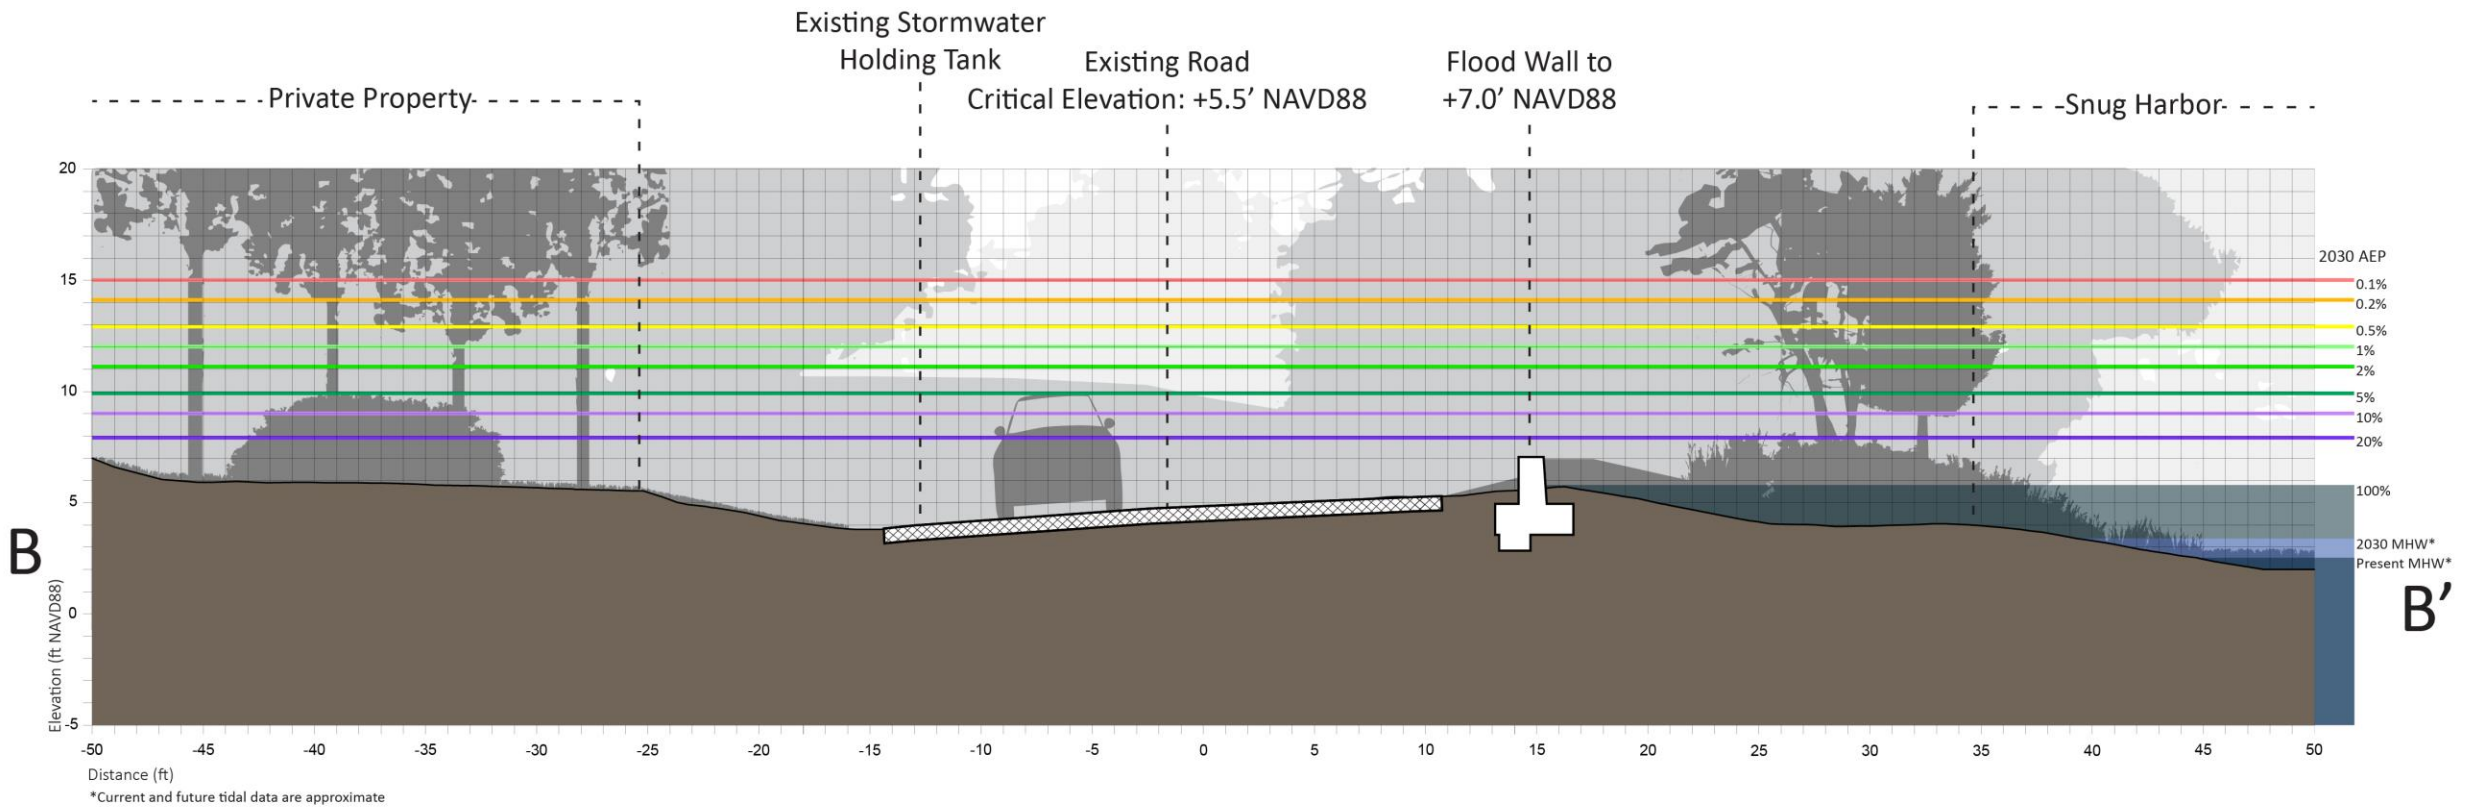 Existing Stormwater
Holding Tank
Existing Road
Critical Elevation: +5.5’ NAVD88
Flood Wall to
+7.0’ NAVD88
Private Property
Snug Harbor
20
15
10
5
0
-5
Elevation (ft NAVD88)
B
2030 AEP
0.1%
0.2%
0.5%
1%
2%
5%
10%
20%
100%
2030 MHW*
Present MHW*
B’
-50 -45 -40 -35 -30 -25 -20 -15 -10 -5 0 5 10 15 20 25 30 35 40 45 50
Distance (ft)
*Current and future tidal data are approximate